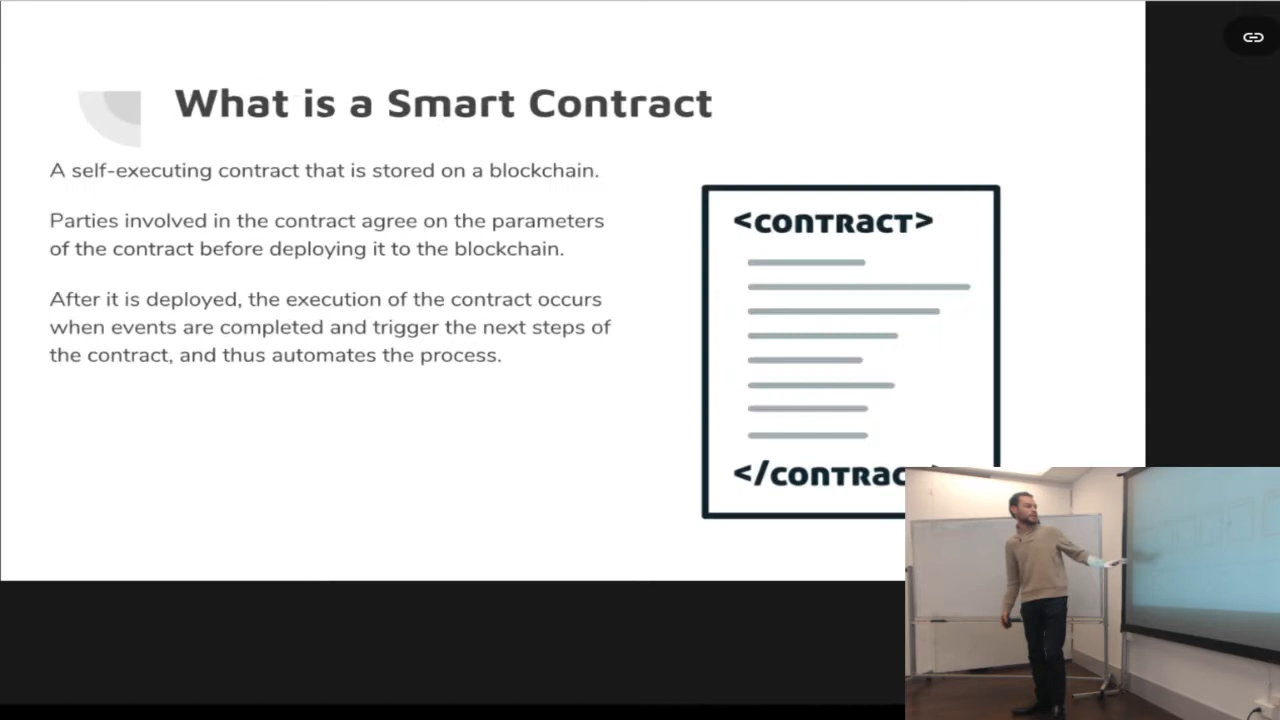 What is a Smart Contract
A self-executing contract that is stored on a blockchain.
Parties involved in the contract agree on the parameters
of the contract before deploying it to the blockchain.
After it is deployed, the execution of the contract occurs
when events are completed and trigger the next steps of
the contract, and thus automates the process.
<contract>
</contrac